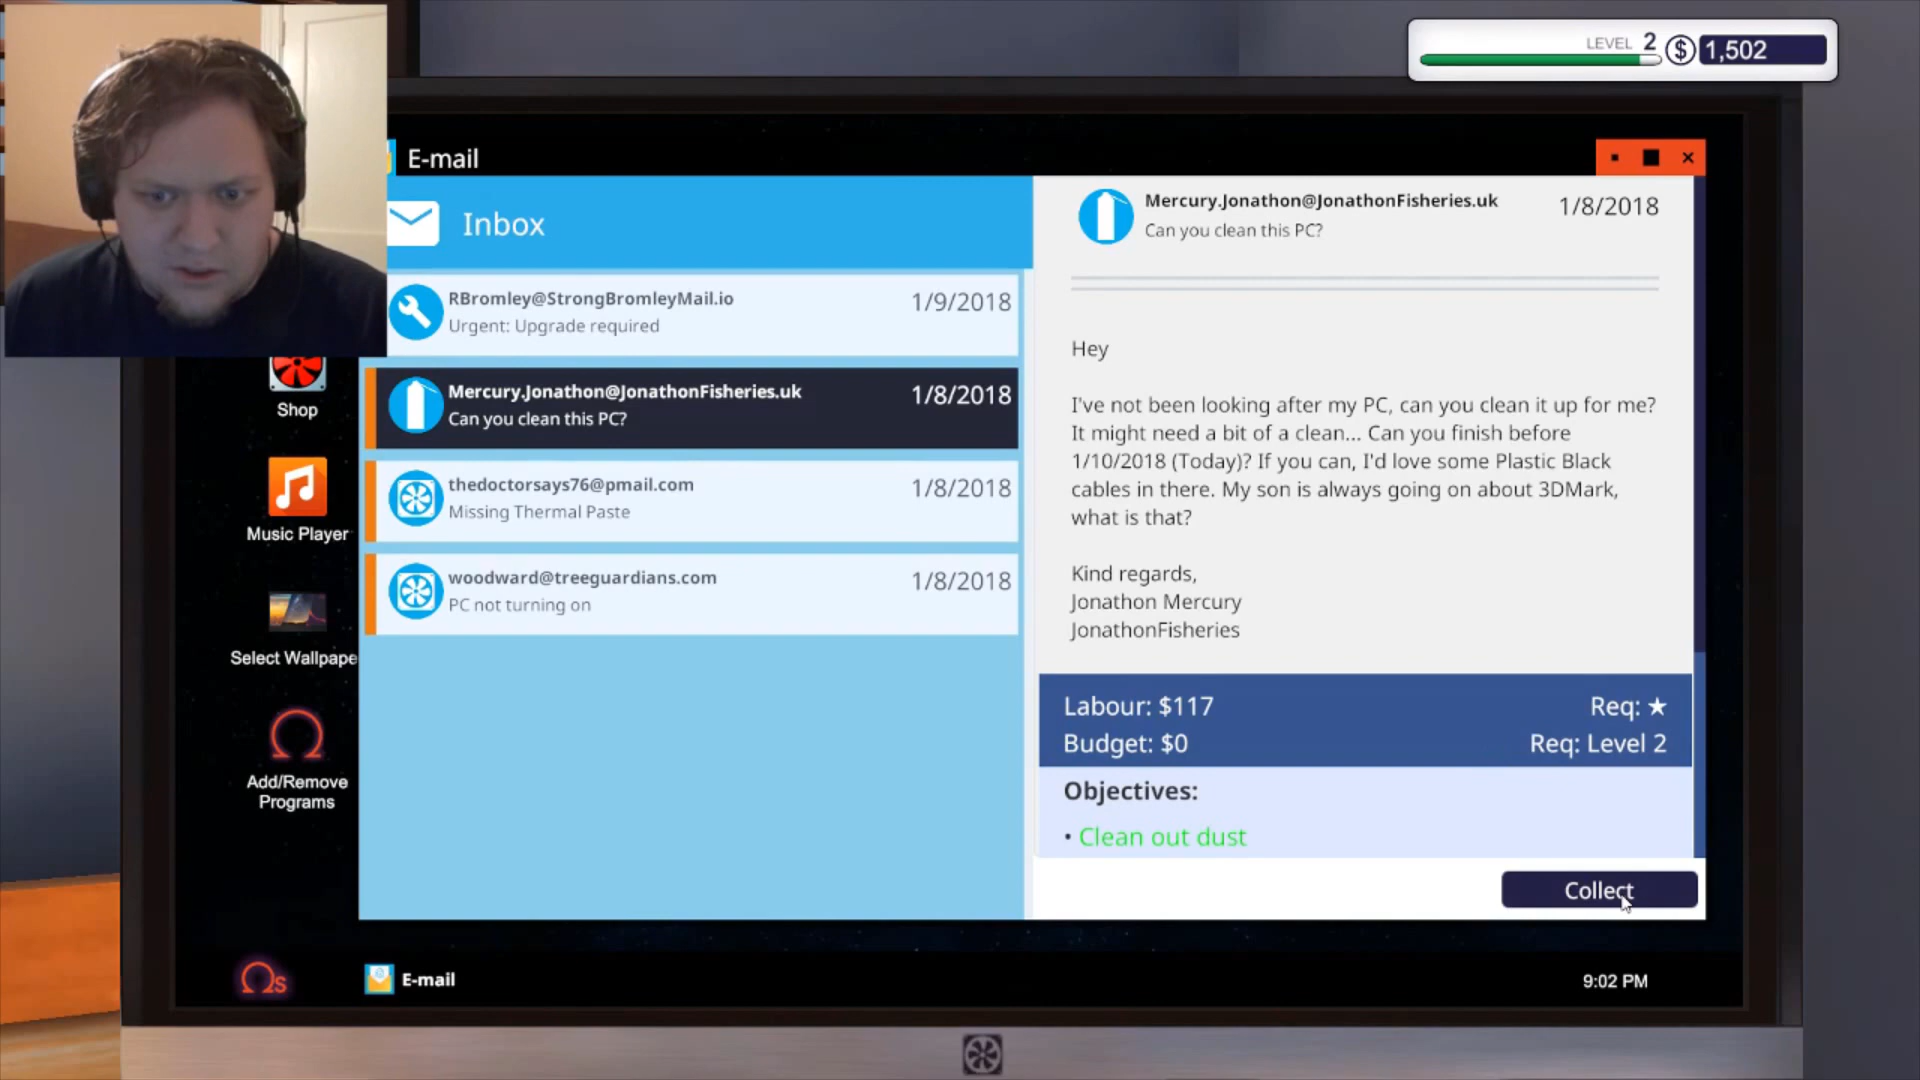 LEVEL 2 $ 1,502
E-mail
Inbox
RBromley@StrongBromleyMail.io 1/9/2018
Urgent: Upgrade required
Mercury.Jonathon@JonathonFisheries.uk 1/8/2018
Can you clean this PC?
thedoctorsays76@pmail.com 1/8/2018
Missing Thermal Paste
woodward@treeguardians.com 1/8/2018
PC not turning on
Mercury.Jonathon@JonathonFisheries.uk 1/8/2018
Can you clean this PC?
Hey
I've not been looking after my PC, can you clean it up for me?
It might need a bit of a clean... Can you finish before
1/10/2018 (Today)? If you can, I'd love some Plastic Black
cables in there. My son is always going on about 3DMark,
what is that?
Kind regards,
Jonathon Mercury
JonathonFisheries
Labour: $117 Req: ★
Budget: $0 Req: Level 2
Objectives:
• Clean out dust
Collect
Shop
Music Player
Select Wallpape
Add/Remove
Programs
Ωs
E-mail
9:02 PM